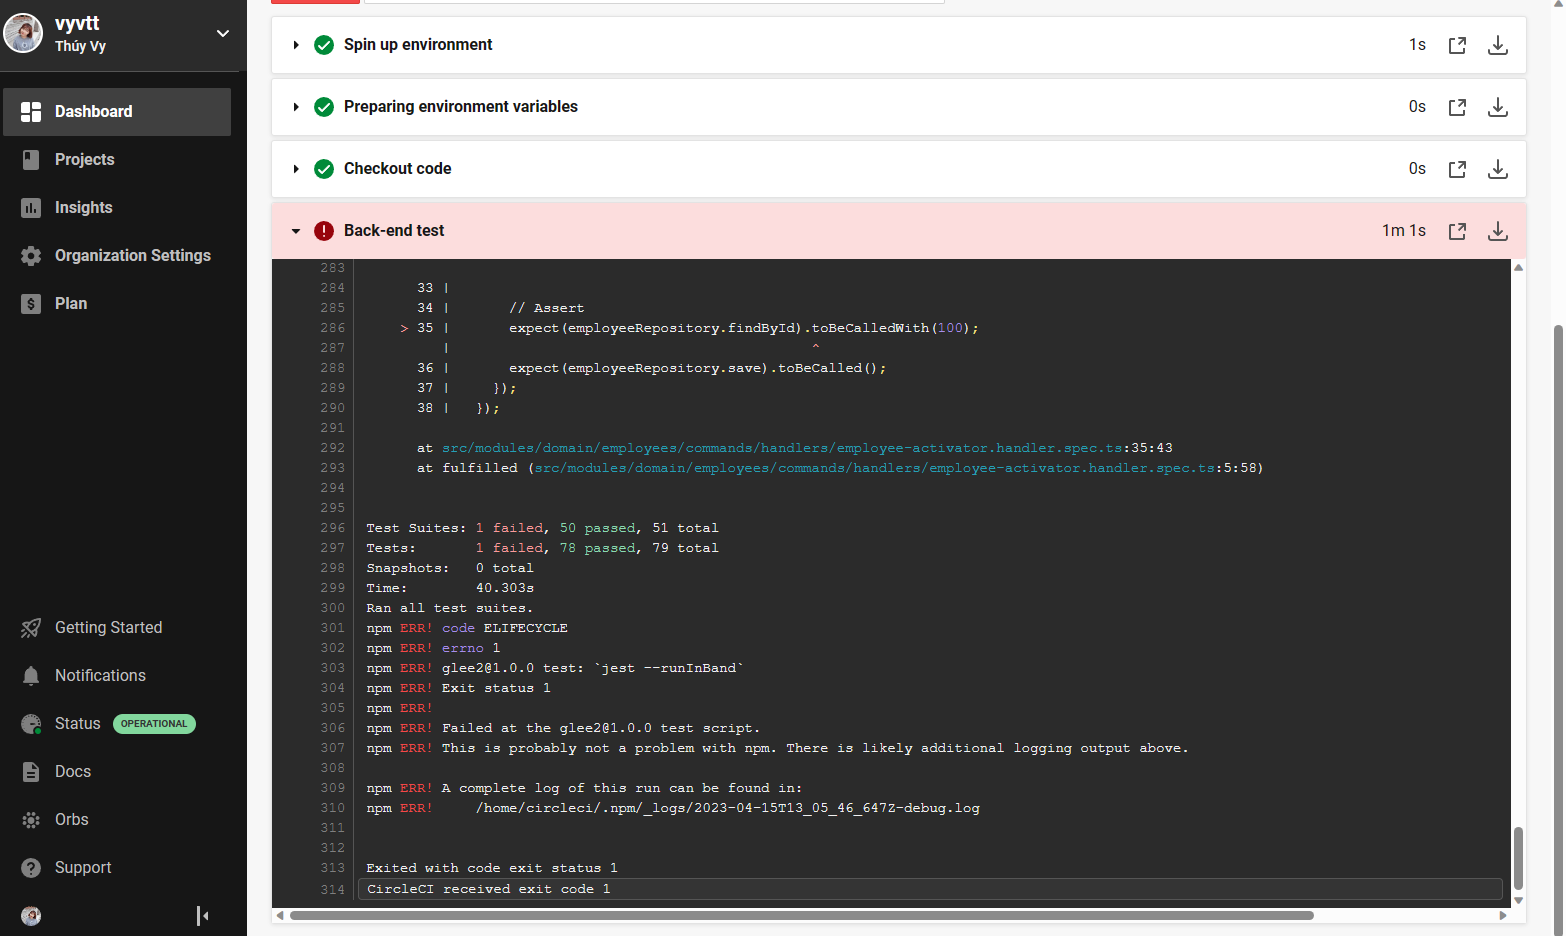 vyvtt
Thúy Vy
Dashboard
Projects
Insights
Organization Settings
$ Plan
Getting Started
Notifications
Status OPERATIONAL
Docs
Orbs
? Support
Spin up environment 1s
Preparing environment variables 0s
Checkout code 0s
! Back-end test 1m 1s
283
284 33 |
285 34 | // Assert
286 > 35 | expect(employeeRepository.findById).toBeCalledWith(100);
287 | ^
288 36 | expect(employeeRepository.save).toBeCalled();
289 37 | });
290 38 | });
291
292 at src/modules/domain/employees/commands/handlers/employee-activator.handler.spec.ts:35:43
293 at fulfilled (src/modules/domain/employees/commands/handlers/employee-activator.handler.spec.ts:5:58)
294
295
296 Test Suites: 1 failed, 50 passed, 51 total
297 Tests: 1 failed, 78 passed, 79 total
298 Snapshots: 0 total
299 Time: 40.303s
300 Ran all test suites.
301 npm ERR! code ELIFECYCLE
302 npm ERR! errno 1
303 npm ERR! glee2@1.0.0 test: `jest --runInBand`
304 npm ERR! Exit status 1
305 npm ERR!
306 npm ERR! Failed at the glee2@1.0.0 test script.
307 npm ERR! This is probably not a problem with npm. There is likely additional logging output above.
308
309 npm ERR! A complete log of this run can be found in:
310 npm ERR! /home/circleci/.npm/_logs/2023-04-15T13_05_46_647Z-debug.log
311
312
313 Exited with code exit status 1
314 CircleCI received exit code 1